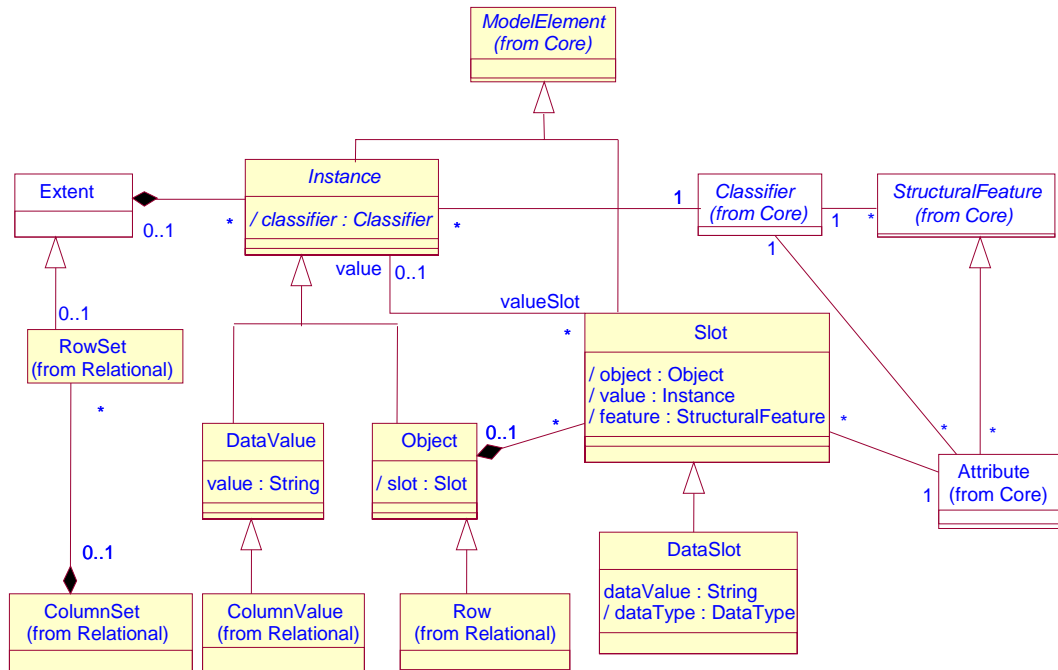 ModelElement
(from Core)
Instance
/ classifier : Classifier
Extent
0..1
*
*
1
Classifier
(from Core)
1
*
StructuralFeature
(from Core)
1
value
0..1
valueSlot
*
0..1
RowSet
(from Relational)
*
Slot
/ object : Object
/ value : Instance
/ feature : StructuralFeature
DataValue
value : String
Object
/ slot : Slot
0..1
*
*
1
*
*
Attribute
(from Core)
0..1
ColumnSet
(from Relational)
ColumnValue
(from Relational)
Row
(from Relational)
DataSlot
dataValue : String
/ dataType : DataType